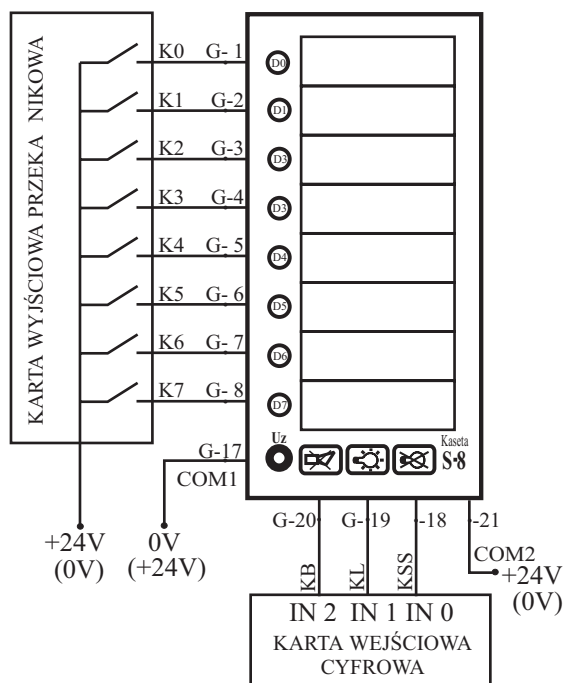 KARTA WYJŚCIOWA PRZEKA NIKOWA
K0 G- 1
K1 G-2
K2 G-3
K3 G-4
K4 G- 5
K5 G- 6
K6 G- 7
K7 G- 8
D0
D1
D3
D3
D4
D5
D6
D7
G-17
COM1
Uz
Kaseta
S-8
+24V
(0V)
0V
(+24V)
G-20
G- 19
-18
-21
KB
KL
KSS
COM2
+24V
(0V)
IN 2 IN 1 IN 0
KARTA WEJŚCIOWA
CYFROWA